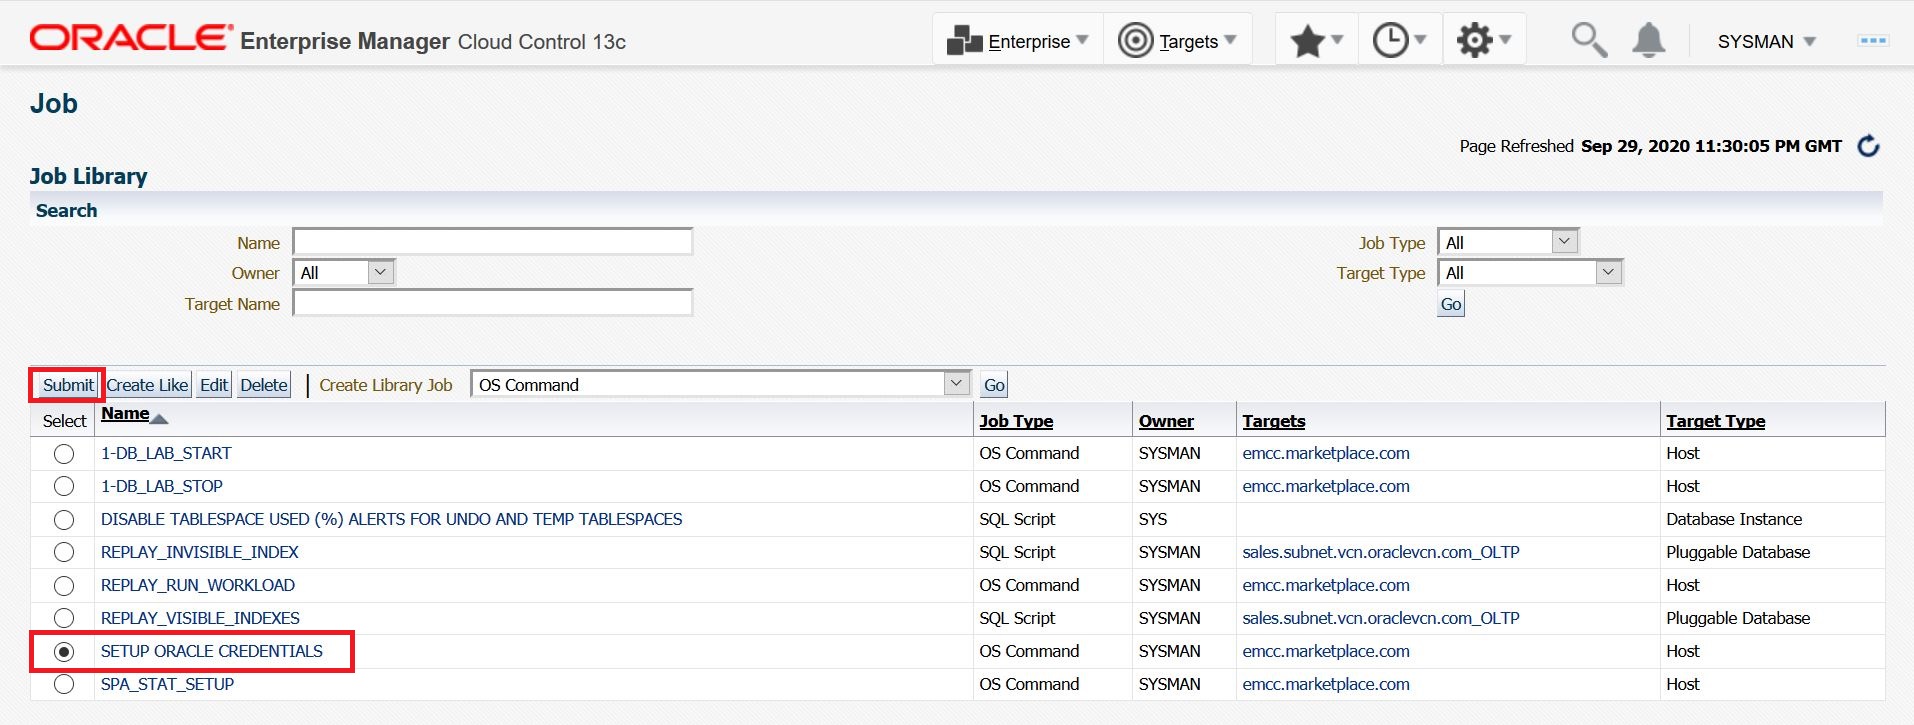 ORACLE Enterprise Manager Cloud Control 13c Enterprise Targets SYSMAN
Job
Page Refreshed Sep 29, 2020 11:30:05 PM GMT
Job Library
Search
Name Job Type All
Owner All Target Type All
Target Name Go
Submit Create Like Edit Delete | Create Library Job OS Command Go
Select Name Job Type Owner Targets Target Type
1-DB_LAB_START OS Command SYSMAN emcc.marketplace.com Host
1-DB_LAB_STOP OS Command SYSMAN emcc.marketplace.com Host
DISABLE TABLESPACE USED (%) ALERTS FOR UNDO AND TEMP TABLESPACES SQL Script SYS Database Instance
REPLAY_INVISIBLE_INDEX SQL Script SYSMAN sales.subnet.vcn.oraclevcn.com_OLTP Pluggable Database
REPLAY_RUN_WORKLOAD OS Command SYSMAN emcc.marketplace.com Host
REPLAY_VISIBLE_INDEXES SQL Script SYSMAN sales.subnet.vcn.oraclevcn.com_OLTP Pluggable Database
SETUP ORACLE CREDENTIALS OS Command SYSMAN emcc.marketplace.com Host
SPA_STAT_SETUP OS Command SYSMAN emcc.marketplace.com Host